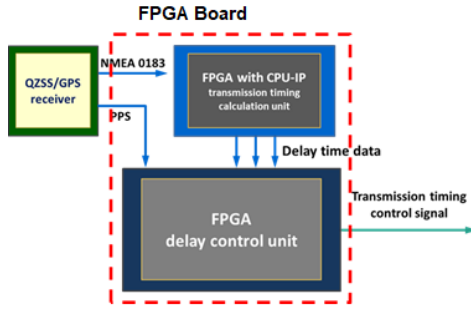 FPGA Board
NMEA 0183
QZSS/GPS
receiver
PPS
FPGA with CPU-IP
transmission timing
calculation unit
Delay time data
FPGA
delay control unit
Transmission timing
control signal